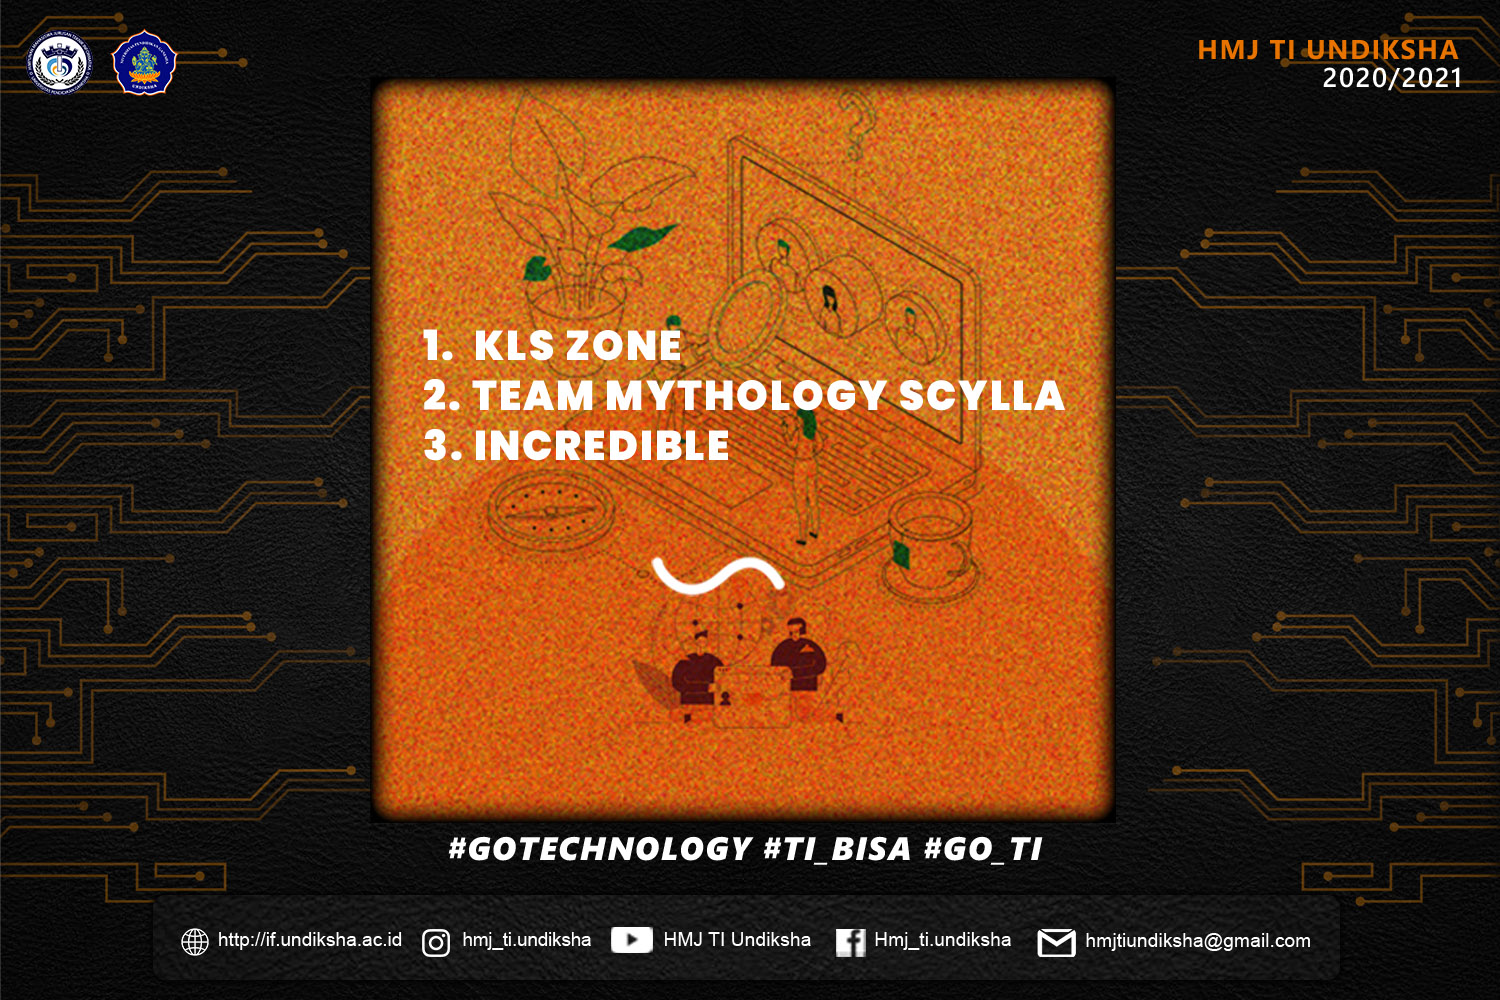 HMJ TI UNDIKSHA
2020/2021
1. KLS ZONE
2. TEAM MYTHOLOGY SCYLLA
3. INCREDIBLE
#GOTECHNOLOGY #TI_BISA #GO_TI
http://if.undiksha.ac.id
hmj_ti.undiksha
HMJ TI Undiksha
Hmj_ti.undiksha
hmjtiundiksha@gmail.com
UNDIKSHA